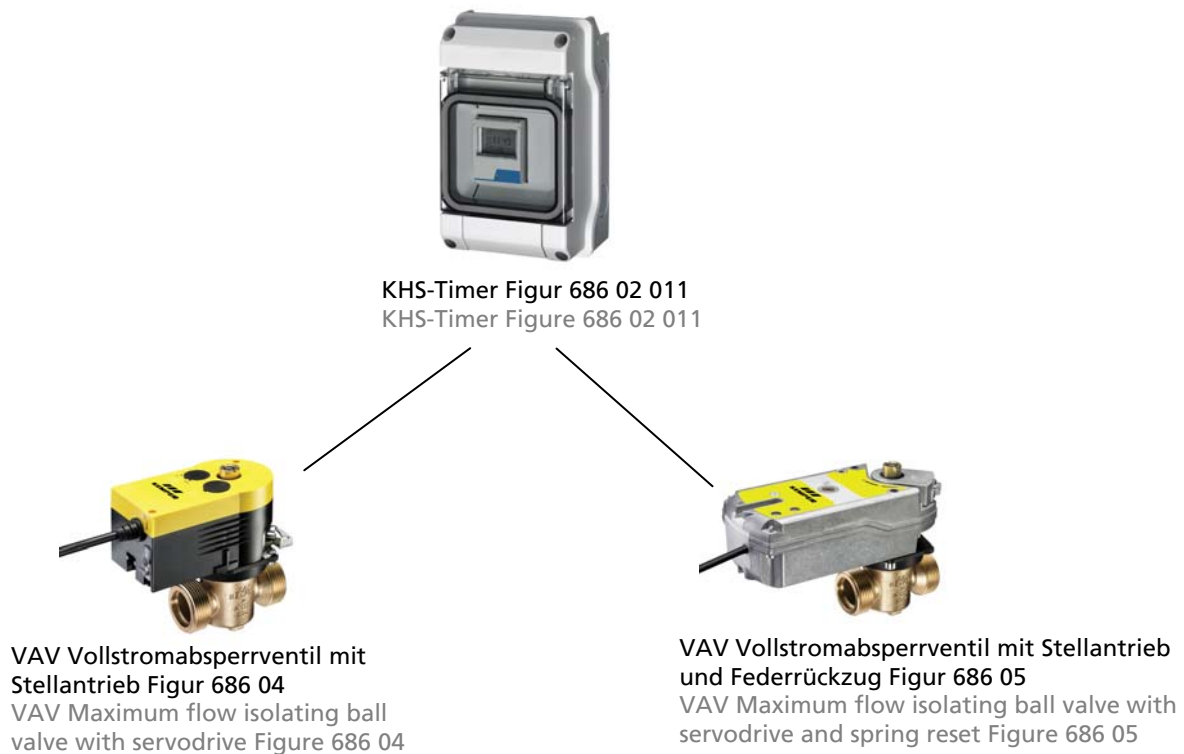 KHS-Timer Figur 686 02 011
KHS-Timer Figure 686 02 011
VAV Vollstromabsperrventil mit
Stellantrieb Figur 686 04
VAV Maximum flow isolating ball
valve with servodrive Figure 686 04
VAV Vollstromabsperrventil mit Stellantrieb
und Federrückzug Figur 686 05
VAV Maximum flow isolating ball valve with
servodrive and spring reset Figure 686 05